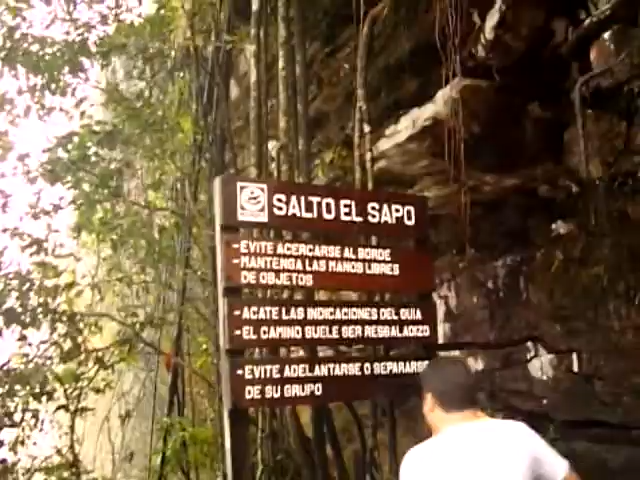 SALTO EL SAPO
-EVITE ACERCARSE AL BORDE
-MANTENGA LAS MANOS LIBRES
DE OBJETOS
-ACATE LAS INDICACIONES DEL GUIA
-EL CAMINO SUELE SER RESBALADIZO
-EVITE ADELANTARSE O SEPARARSE
DE SU GRUPO